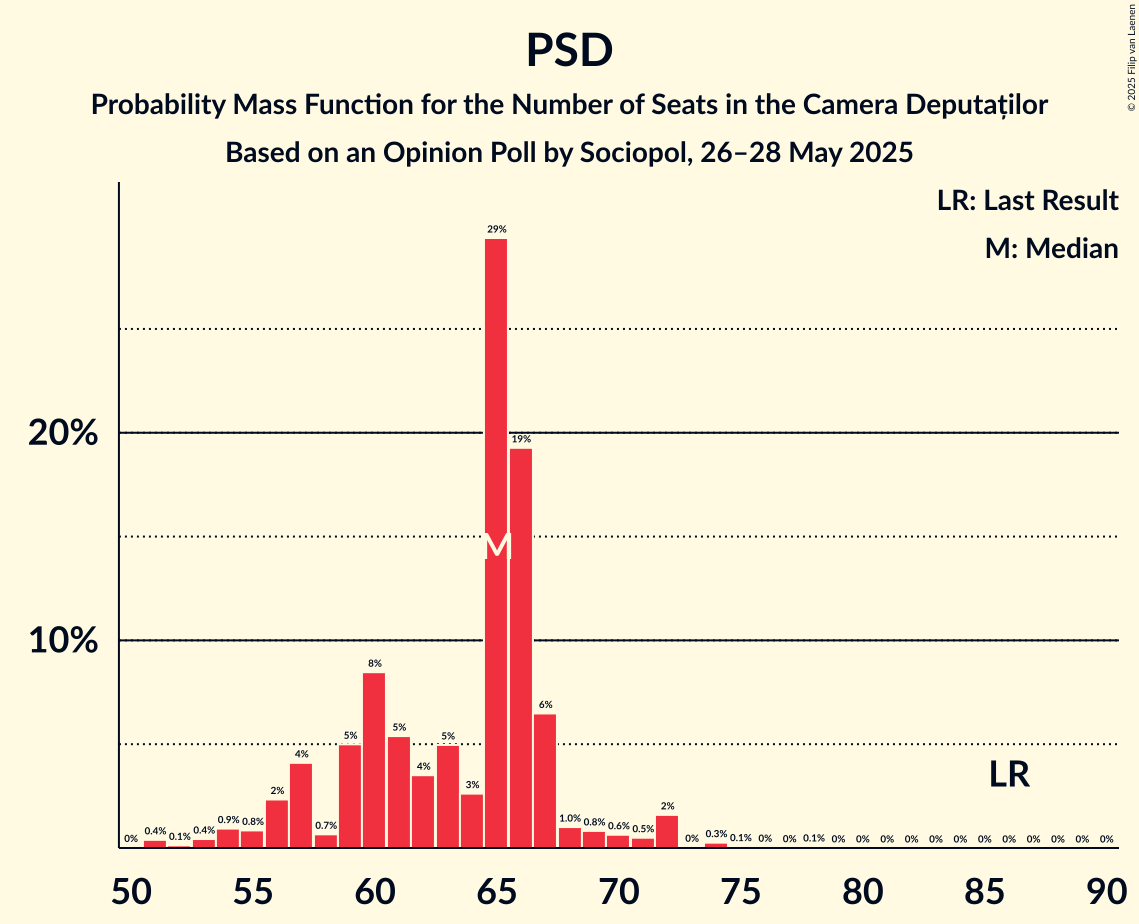 PSD
Probability Mass Function for the Number of Seats in the Camera Deputaților
Based on an Opinion Poll by Sociopol, 26–28 May 2025
© 2025 Filip van Laenen
LR: Last Result
M: Median
20%
10%
0% 0.4% 0.1% 0.4% 0.9% 0.8% 2% 4% 0.7% 5% 8% 5% 4% 5% 3% 29% 19% 6% 1.0% 0.8% 0.6% 0.5% 2% 0% 0.3% 0.1% 0% 0% 0.1% 0% 0% 0% 0% 0% 0% 0% 0% 0% 0% 0% 0%
M
LR
50 55 60 65 70 75 80 85 90